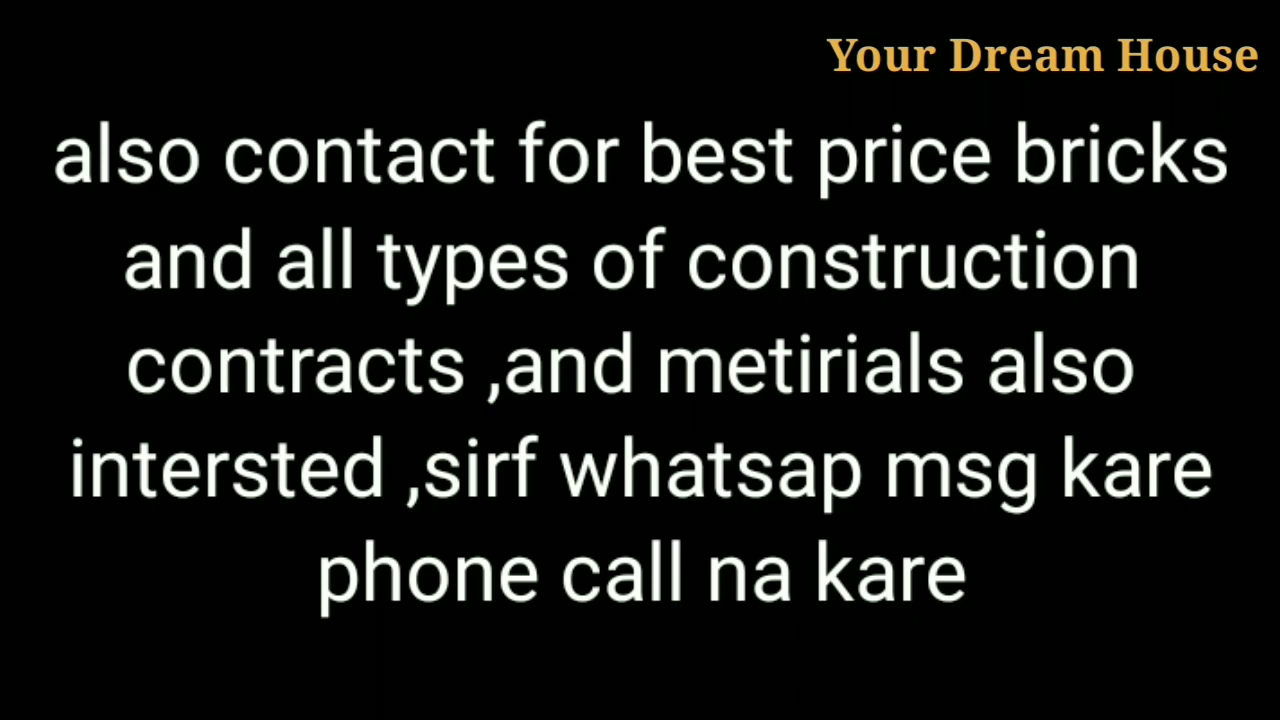 Your Dream House
also contact for best price bricks
and all types of construction
contracts ,and metirials also
intersted ,sirf whatsap msg kare
phone call na kare